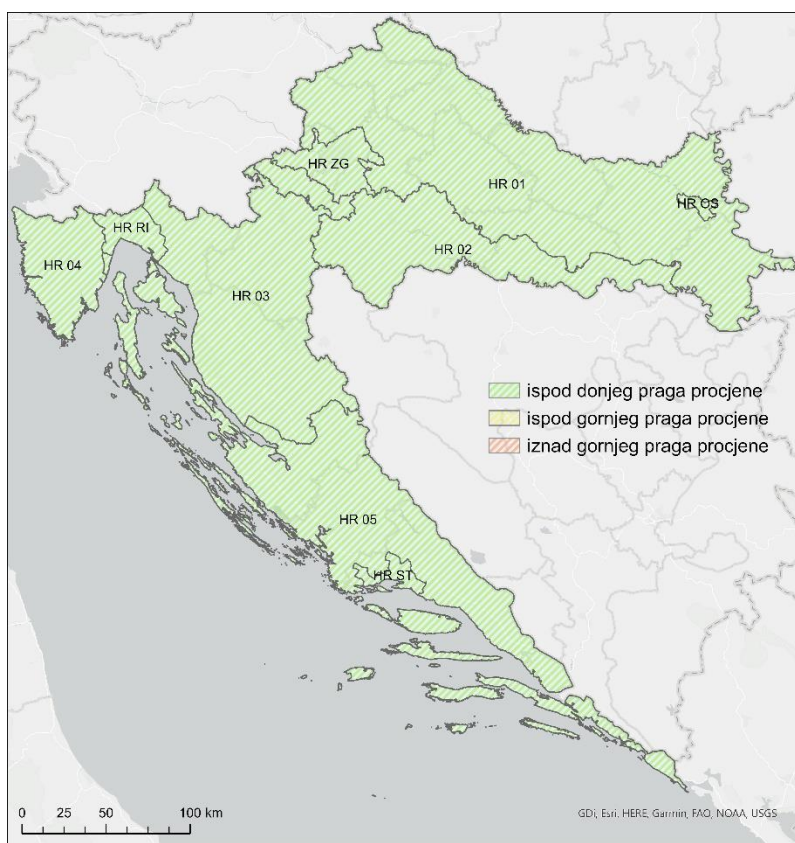 HR ZG
HR 01
HR OS
HR RI
HR 02
HR 04
HR 03
ispod donjeg praga procjene
ispod gornjeg praga procjene
iznad gornjeg praga procjene
HR 05
HR ST
0 25 50 100 km
GDi, Esri, HERE, Garmin, FAO, NOAA, USGS